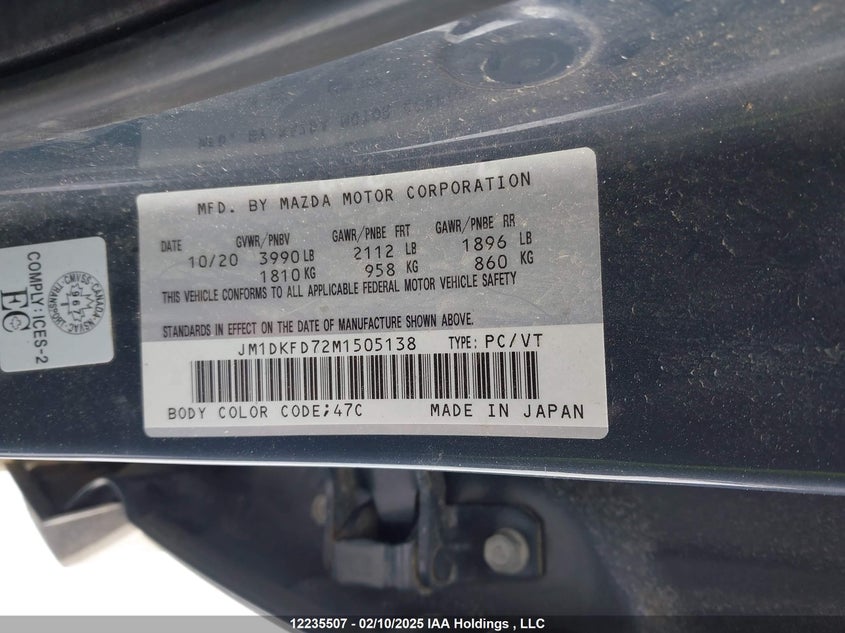 MFD. BY MAZDA MOTOR CORPORATION
DATE GVWR/PNBV GAWR/PNBE FRT GAWR/PNBE RR
10/20 3990 LB 2112 LB 1896 LB
1810 KG 958 KG 860 KG
THIS VEHICLE CONFORMS TO ALL APPLICABLE FEDERAL MOTOR VEHICLE SAFETY
STANDARDS IN EFFECT ON THE DATE OF MANUFACTURE SHOWN ABOVE.
JM1DKFD72M1505138 TYPE: PC/VT
BODY COLOR CODE;47C MADE IN JAPAN
COMPLY: ICES-2
EC
967
12235507 - 02/10/2025 IAA Holdings , LLC